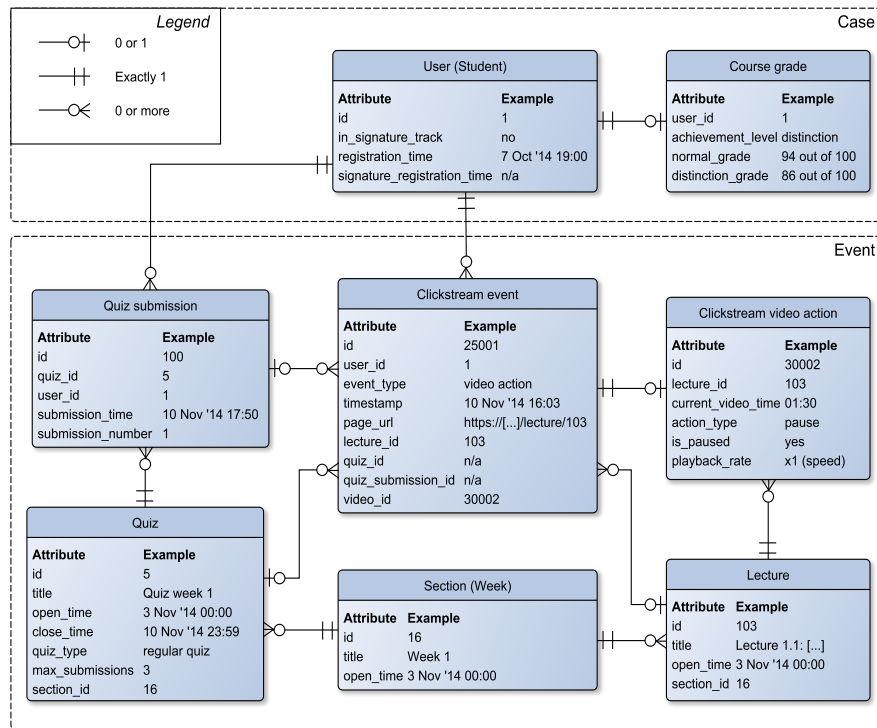 Legend
0 or 1
Exactly 1
0 or more
Case
User (Student)
Attribute Example
id 1
in_signature_track no
registration_time 7 Oct '14 19:00
signature_registration_time n/a
Course grade
Attribute Example
user_id 1
achievement_level distinction
normal_grade 94 out of 100
distinction_grade 86 out of 100
Event
Quiz submission
Attribute Example
id 100
quiz_id 5
user_id 1
submission_time 10 Nov '14 17:50
submission_number 1
Clickstream event
Attribute Example
id 25001
user_id 1
event_type video action
timestamp 10 Nov '14 16:03
page_url https://[...]/lecture/103
lecture_id 103
quiz_id n/a
quiz_submission_id n/a
video_id 30002
Clickstream video action
Attribute Example
id 30002
lecture_id 103
current_video_time 01:30
action_type pause
is_paused yes
playback_rate x1 (speed)
Quiz
Attribute Example
id 5
title Quiz week 1
open_time 3 Nov '14 00:00
close_time 10 Nov '14 23:59
quiz_type regular quiz
max_submissions 3
section_id 16
Section (Week)
Attribute Example
id 16
title Week 1
open_time 3 Nov '14 00:00
Lecture
Attribute Example
id 103
title Lecture 1.1: [...]
open_time 3 Nov '14 00:00
section_id 16